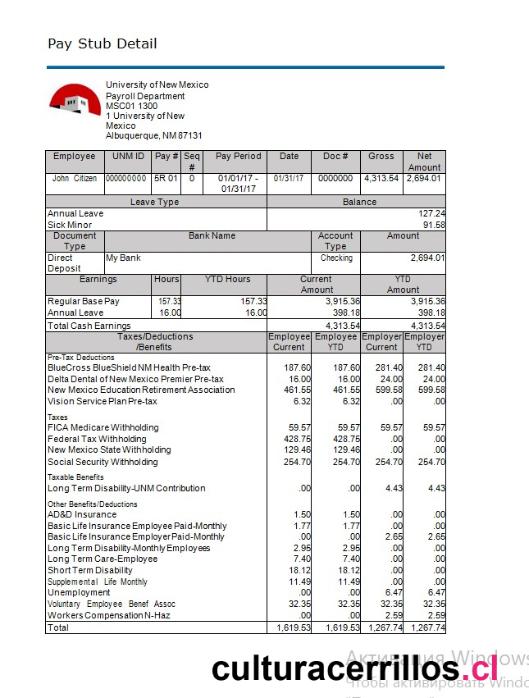 Pay Stub Detail
University of New Mexico
Payroll Department
MSC01 1300
1 University of New
Mexico
Albuquerque, NM 87131
Employee UNM ID Pay # Seq Pay Period Date Doc # Gross Net
# Amount
John Citizen 000000000 5R 01 0 01/01/17 - 01/31/17 0000000 4,313.54 2,694.01
01/31/17
Leave Type Balance
Annual Leave 127.24
Sick Minor 91.58
Document Bank Name Account Amount
Type Type
Direct My Bank Checking 2,694.01
Deposit
Earnings Hours YTD Hours Current YTD
Amount Amount
Regular Base Pay 157.33 157.33 3,915.36 3,915.36
Annual Leave 16.00 16.00 398.18 398.18
Total Cash Earnings 4,313.54 4,313.54
Taxes/Deductions Employee Employee Employer Employer
/Benefits Current YTD Current YTD
Pre-Tax Deductions
BlueCross BlueShield NM Health Pre-tax 187.60 187.60 281.40 281.40
Delta Dental of New Mexico Premier Pre-tax 16.00 16.00 24.00 24.00
New Mexico Education Retirement Association 461.55 461.55 599.58 599.58
Vision Service Plan Pre-tax 6.32 6.32 .00 .00
Taxes
FICA Medicare Withholding 59.57 59.57 59.57 59.57
Federal Tax Withholding 428.75 428.75 .00 .00
New Mexico State Withholding 129.46 129.46 .00 .00
Social Security Withholding 254.70 254.70 254.70 254.70
Taxable Benefits
Long Term Disability-UNM Contribution .00 .00 4.43 4.43
Other Benefits/Deductions
AD&D Insurance 1.50 1.50 .00 .00
Basic Life Insurance Employee Paid-Monthly 1.77 1.77 .00 .00
Basic Life Insurance Employer Paid-Monthly .00 .00 2.65 2.65
Long Term Disability-Monthly Employees 2.95 2.95 .00 .00
Long Term Care-Employee 7.40 7.40 .00 .00
Short Term Disability 18.12 18.12 .00 .00
Supplemental Life Monthly 11.49 11.49 .00 .00
Unemployment .00 .00 6.47 6.47
Voluntary Employee Benef Assoc 32.35 32.35 32.35 32.35
Workers Compensation N-Haz .00 .00 2.59 2.59
Total 1,619.53 1,619.53 1,267.74 1,267.74
Активация Windows
culturacerrillos.cl
Чтобы активировать Windo